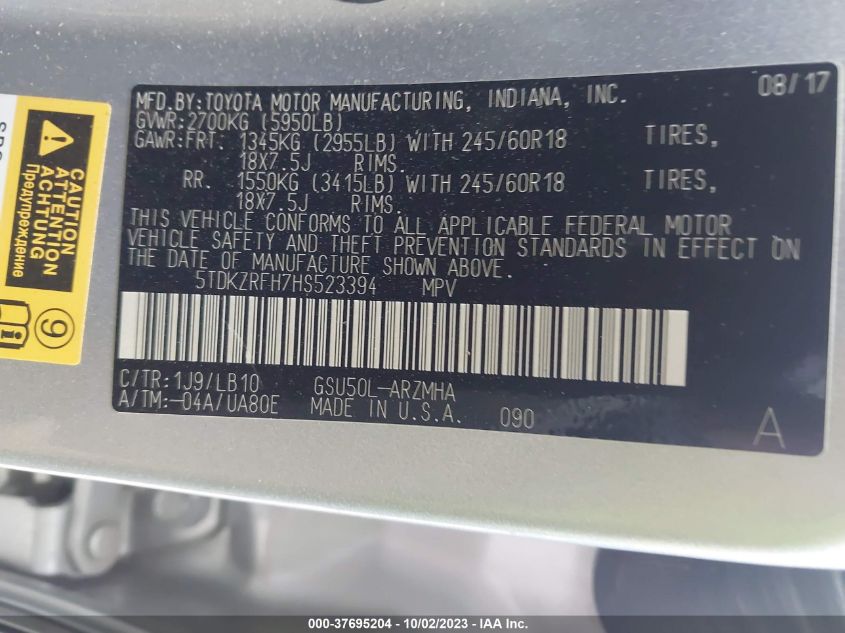 MFD.BY:TOYOTA MOTOR MANUFACTURING, INDIANA, INC. 08/17
GVWR:2700KG (5950LB)
GAWR:FRT. 1345KG (2955LB) WITH 245/60R18 TIRES,
18X7.5J RIMS.
RR. 1550KG (3415LB) WITH 245/60R18 TIRES,
18X7.5J RIMS.
THIS VEHICLE CONFORMS TO ALL APPLICABLE FEDERAL MOTOR
VEHICLE SAFETY AND THEFT PREVENTION STANDARDS IN EFFECT ON
THE DATE OF MANUFACTURE SHOWN ABOVE.
5TDKZRFH7HS523394 MPV
C/TR:1J9/LB10 GSU50L-ARZMHA
A/TM:-04A/UA80E MADE IN U.S.A. 090
A
CAUTION
ATTENTION
ACHTUNG
Предупреждение
9
000-37695204 - 10/02/2023 - IAA Inc.